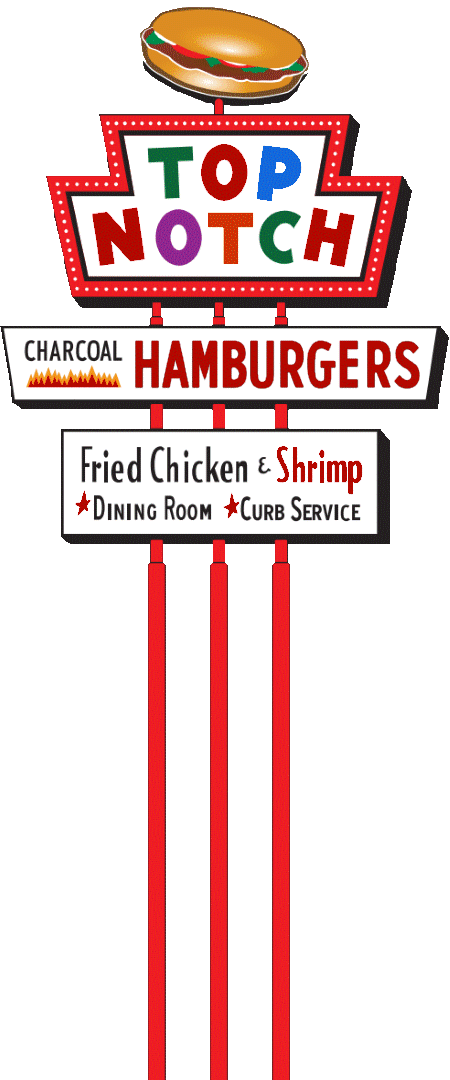 TOP
NOTCH
CHARCOAL HAMBURGERS
Fried Chicken & Shrimp
DINING ROOM CURB SERVICE